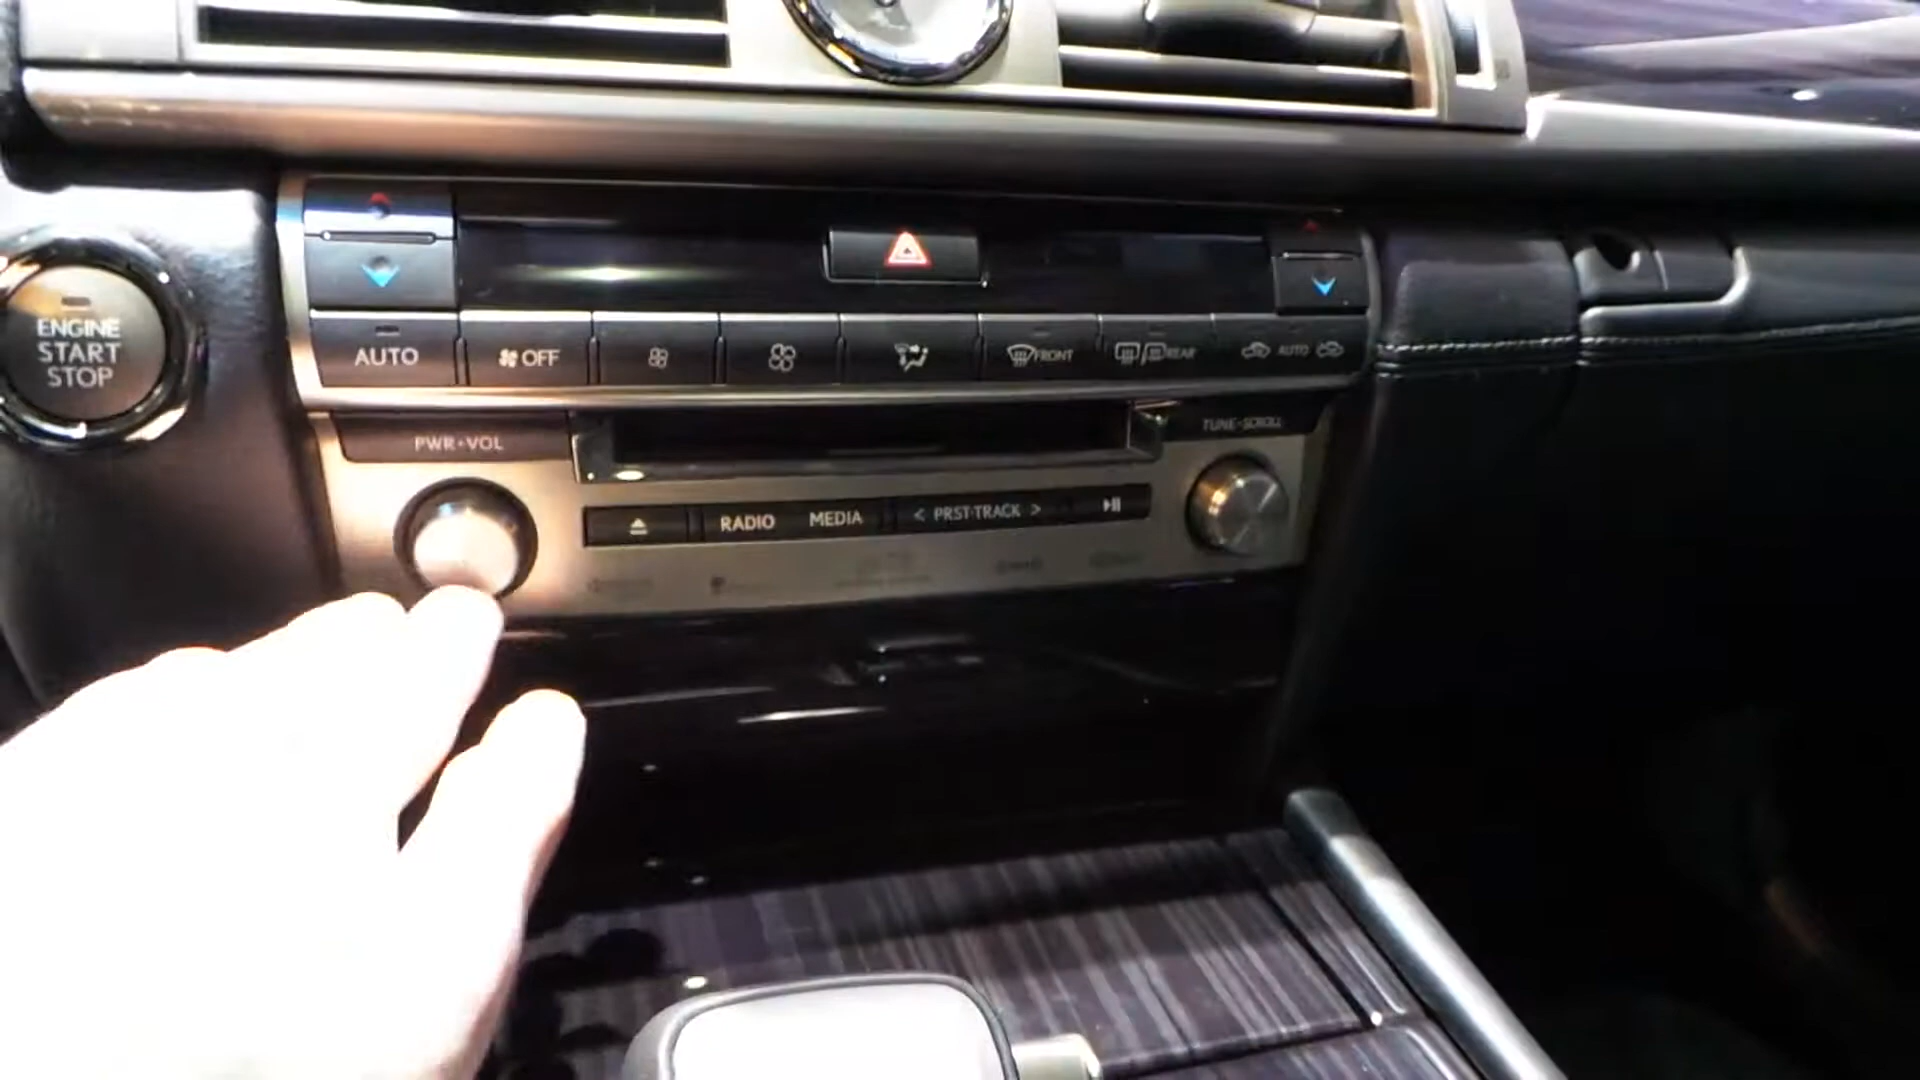 ENGINE
START
STOP
AUTO
OFF
FRONT
REAR
AUTO
PWR•VOL
TUNE•SCROLL
RADIO
MEDIA
< PRST·TRACK >